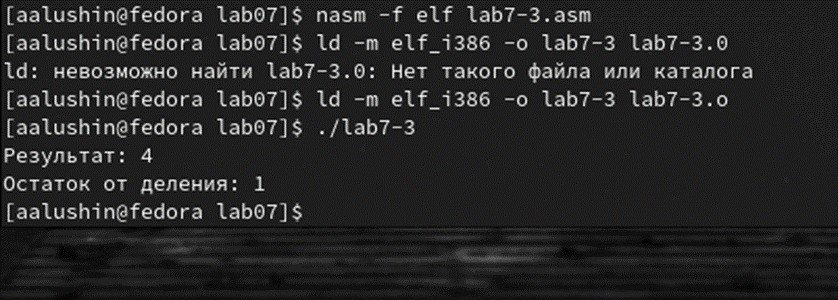 [aalushin@fedora lab07]$ nasm -f elf lab7-3.asm
[aalushin@fedora lab07]$ ld -m elf_i386 -o lab7-3 lab7-3.0
ld: невозможно найти lab7-3.0: Нет такого файла или каталога
[aalushin@fedora lab07]$ ld -m elf_i386 -o lab7-3 lab7-3.o
[aalushin@fedora lab07]$ ./lab7-3
Результат: 4
Остаток от деления: 1
[aalushin@fedora lab07]$